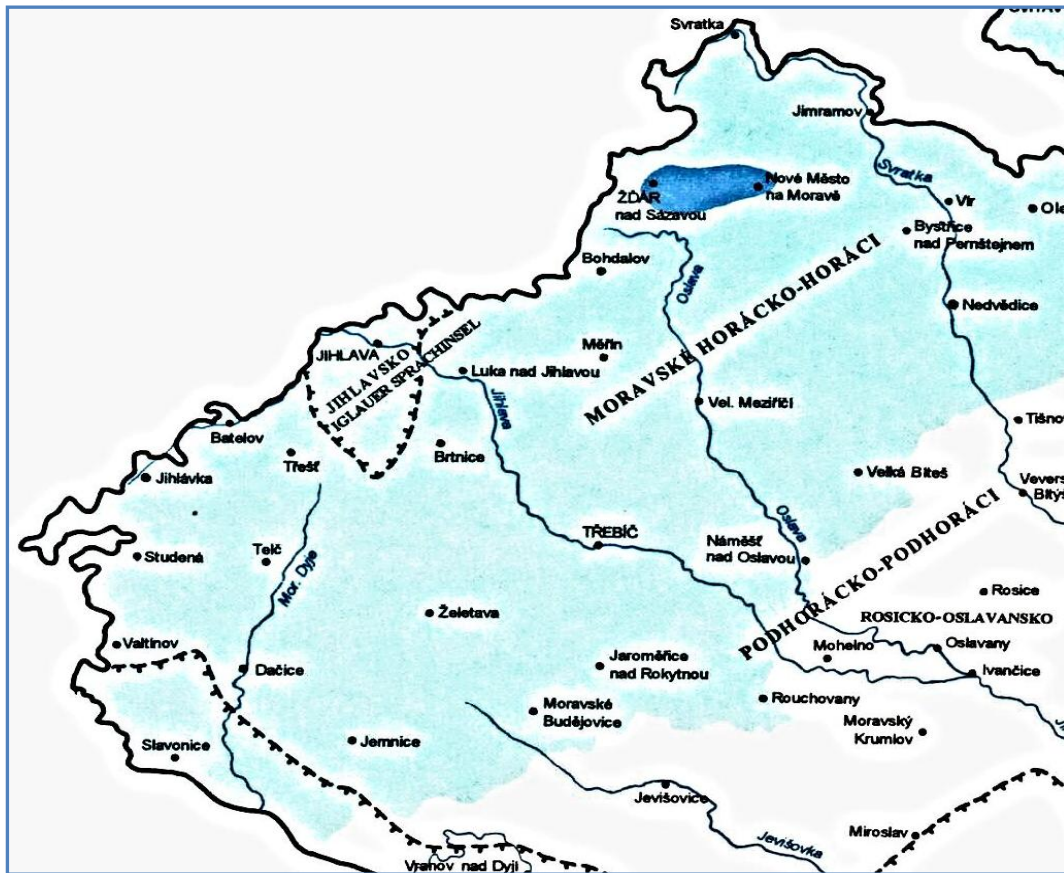 Svratka
Jimramov
Svratka
ŽĎÁR
nad Sázavou
Nové Město
na Moravě
Vír
Bystřice
nad Pernštejnem
Bohdalov
Oslava
Nedvědice
MORAVSKÉ HORÁCKO-HORÁCI
JIHLAVA
JIHLAVSKO
IGLAUER SPRACHINSEL
Luka nad Jihlavou
Měřín
Jihlava
Vel. Meziříčí
Batelov
Třešť
Brtnice
Jihlávka
Velká Bíteš
Studená
Telč
Mor. Dyje
TŘEBÍČ
Náměšť
nad Oslavou
Oslava
PODHORÁCKO-PODHORÁCI
Rosice
ROSICKO-OSLAVANSKO
Želetava
Valtínov
Dačice
Jaroměřice
nad Rokytnou
Mohelno
Oslavany
Ivančice
Rouchovany
Moravské
Budějovice
Moravský
Krumlov
Slavonice
Jemnice
Jevišovice
Jevišovka
Miroslav
Vranov nad Dyjí